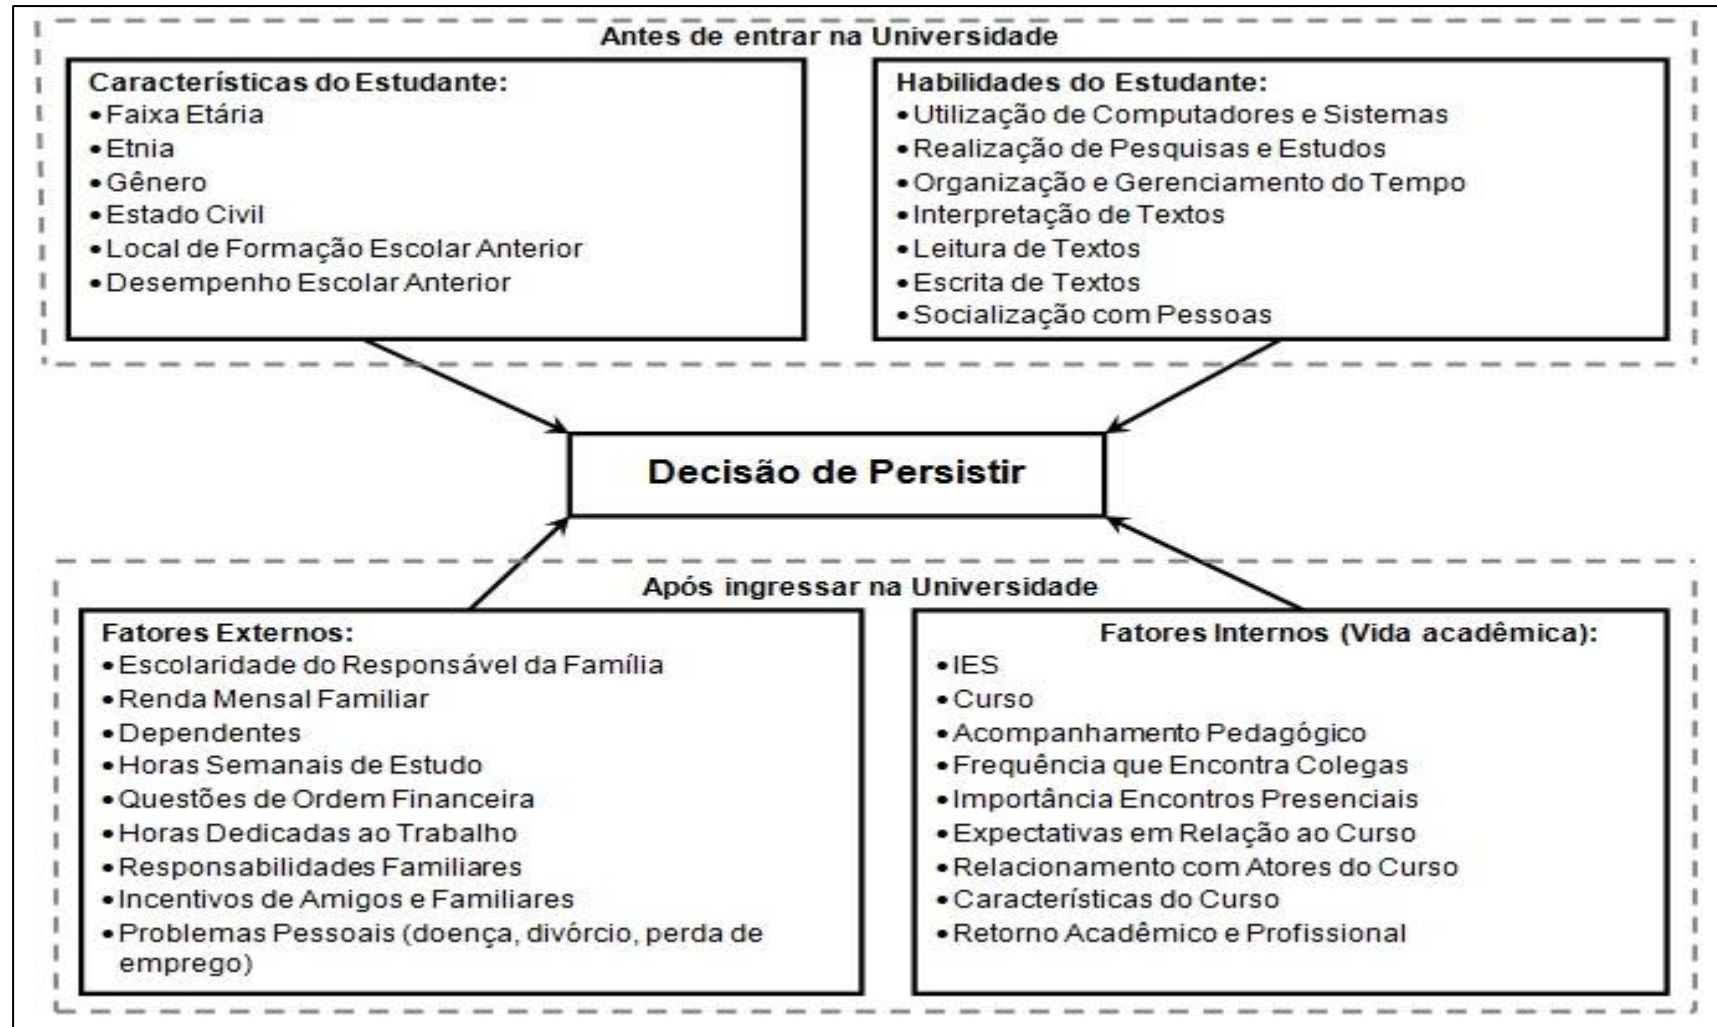 Antes de entrar na Universidade
Características do Estudante:
•Faixa Etária
•Etnia
•Gênero
•Estado Civil
•Local de Formação Escolar Anterior
•Desempenho Escolar Anterior
Habilidades do Estudante:
•Utilização de Computadores e Sistemas
•Realização de Pesquisas e Estudos
•Organização e Gerenciamento do Tempo
•Interpretação de Textos
•Leitura de Textos
•Escrita de Textos
•Socialização com Pessoas
Decisão de Persistir
Após ingressar na Universidade
Fatores Externos:
•Escolaridade do Responsável da Família
•Renda Mensal Familiar
•Dependentes
•Horas Semanais de Estudo
•Questões de Ordem Financeira
•Horas Dedicadas ao Trabalho
•Responsabilidades Familiares
•Incentivos de Amigos e Familiares
•Problemas Pessoais (doença, divórcio, perda de
emprego)
Fatores Internos (Vida acadêmica):
•IES
•Curso
•Acompanhamento Pedagógico
•Frequência que Encontra Colegas
•Importância Encontros Presenciais
•Expectativas em Relação ao Curso
•Relacionamento com Atores do Curso
•Características do Curso
•Retorno Acadêmico e Profissional